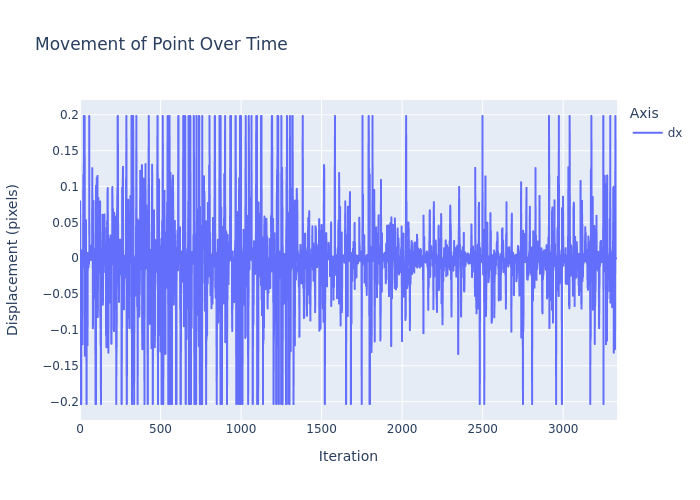 Movement of Point Over Time
Axis
dx
Displacement (pixels)
0.2
0.15
0.1
0.05
0
−0.05
−0.1
−0.15
−0.2
0 500 1000 1500 2000 2500 3000
Iteration